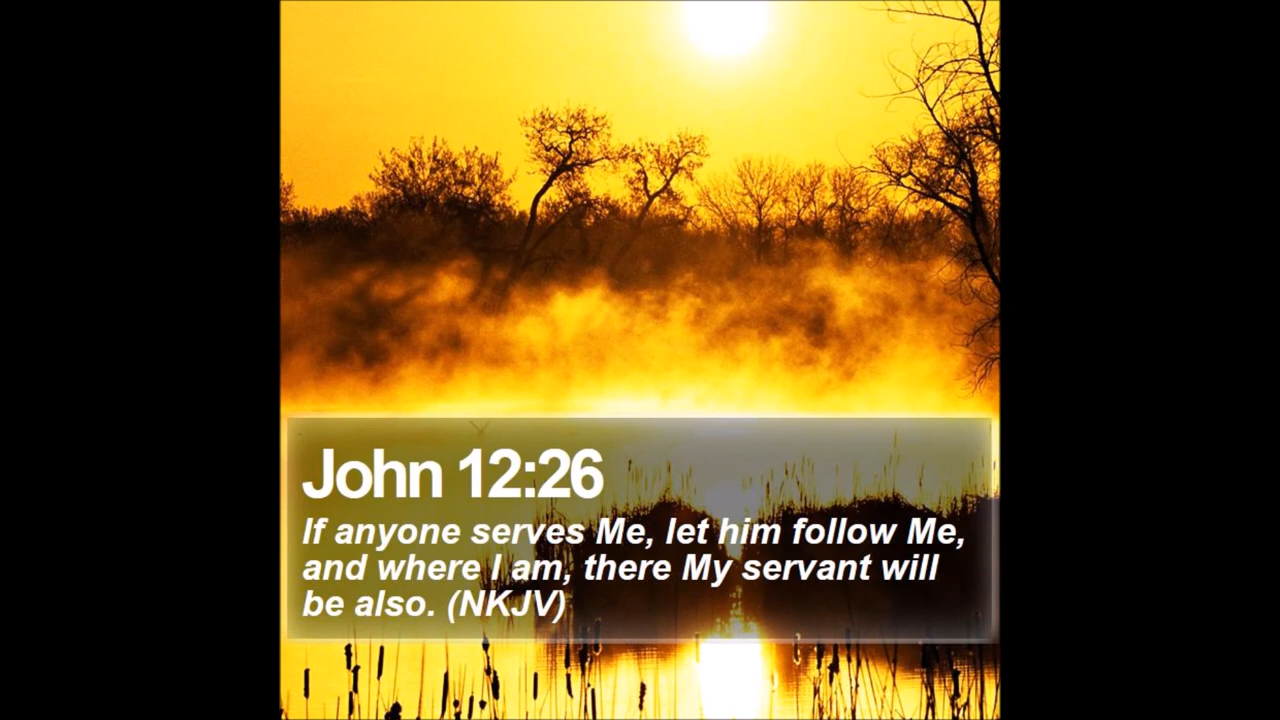 John 12:26
If anyone serves Me, let him follow Me,
and where I am, there My servant will
be also. (NKJV)